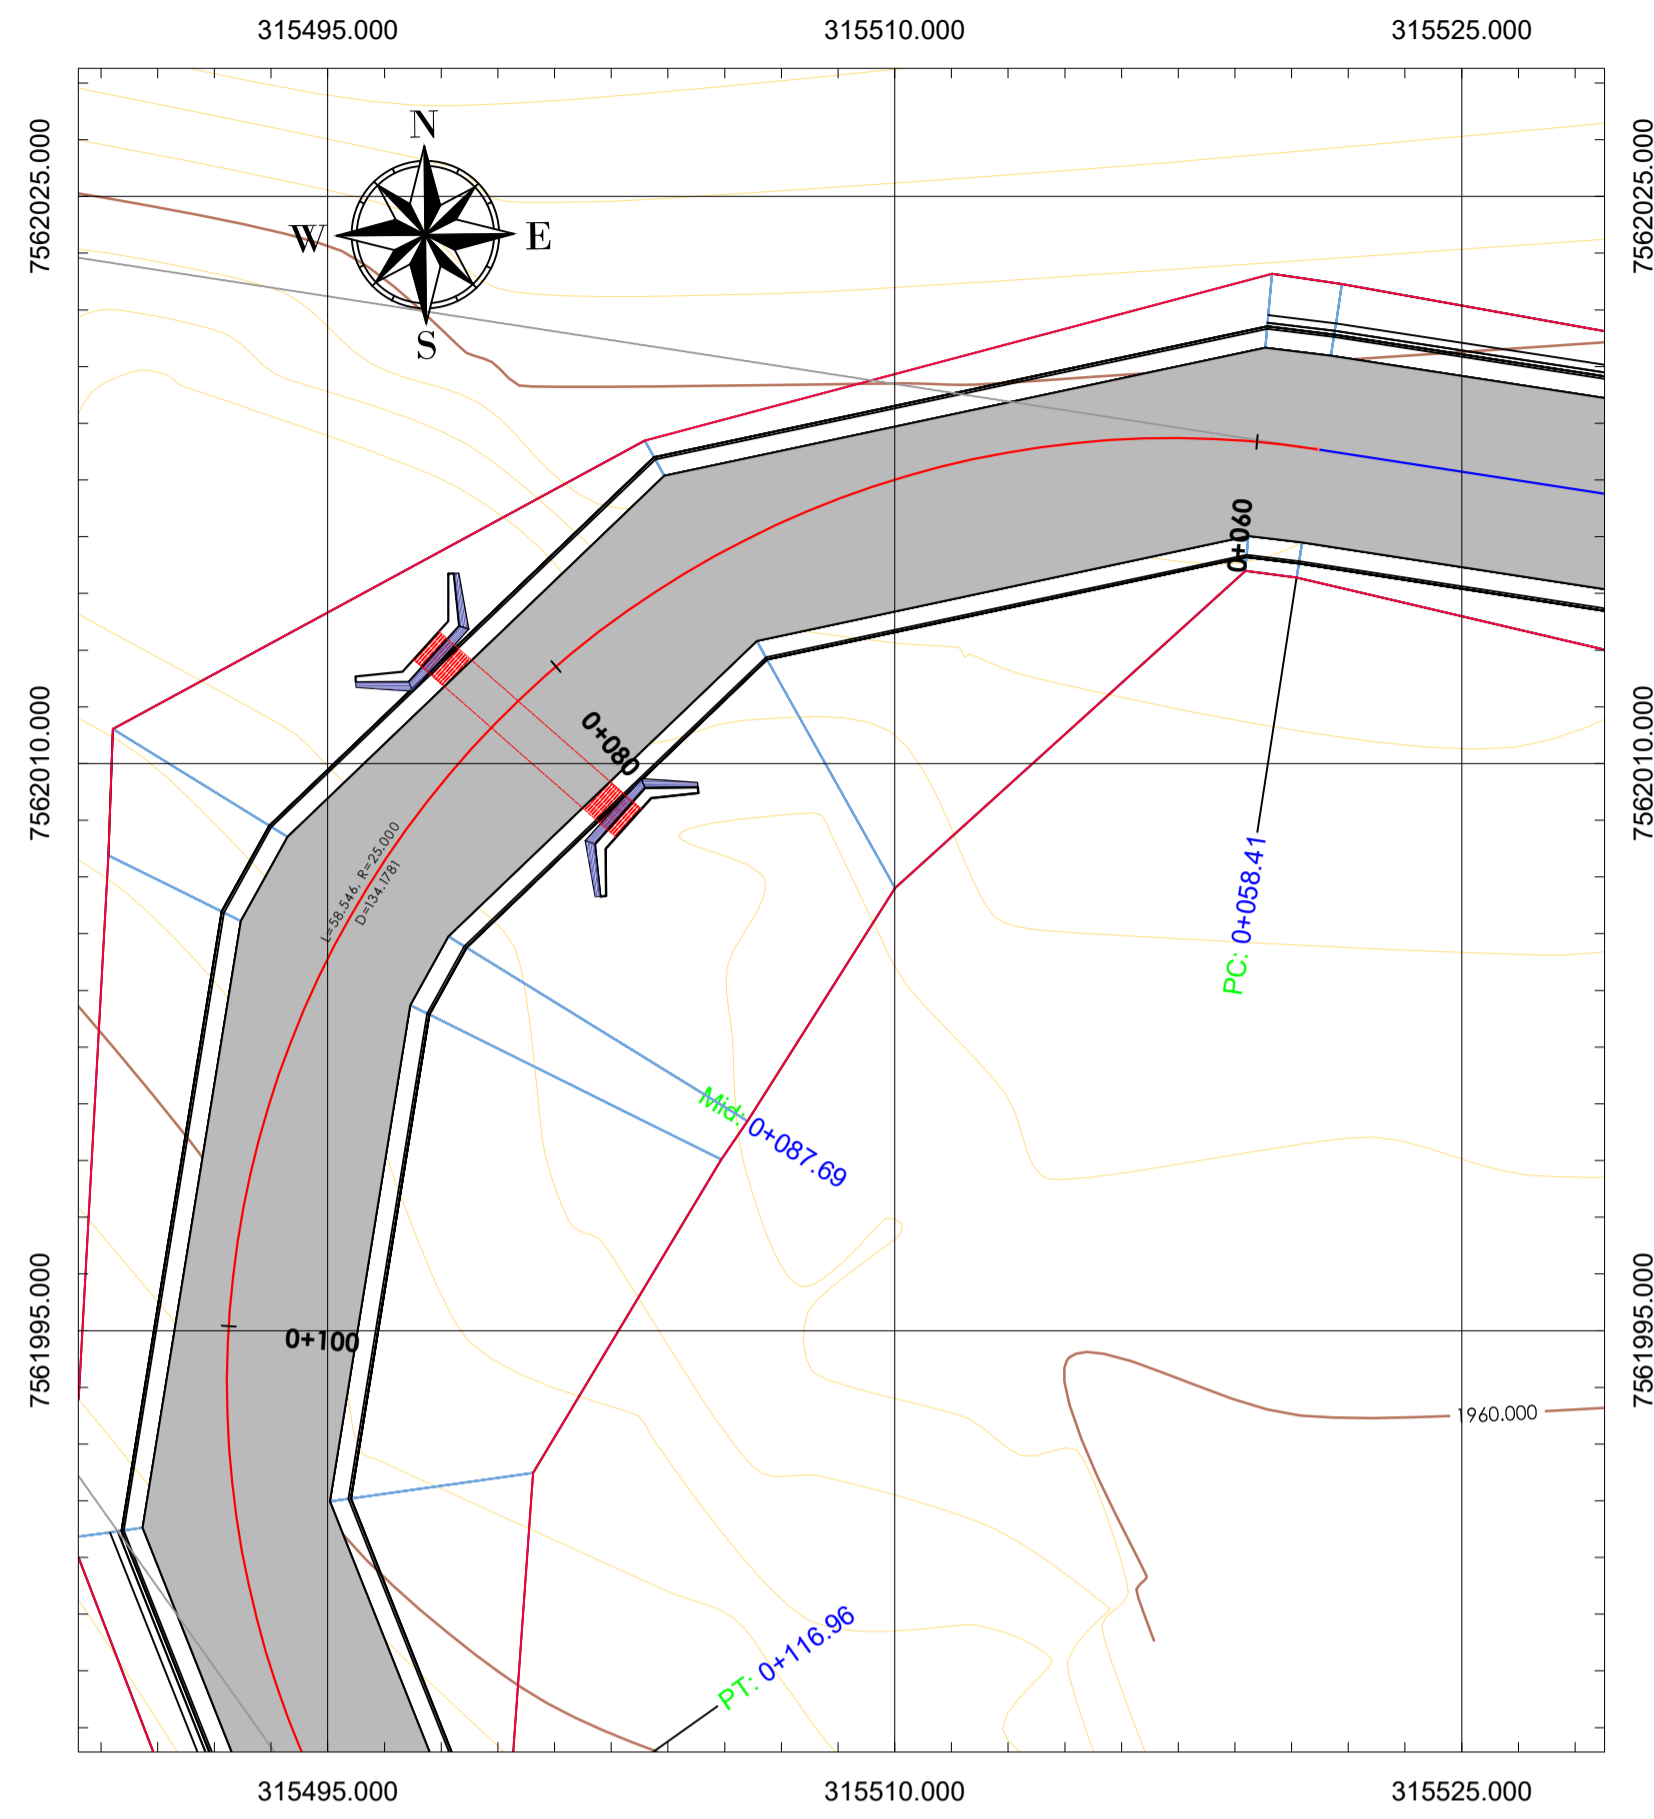 315495.000
315510.000
315525.000
7562025.000
7562025.000
N
W
E
S
0+060
7562010.000
7562010.000
0+080
L=58.546, R=25.000
D=134.1781
PC: 0+058.41
Mid: 0+087.69
7561995.000
7561995.000
0+100
1960.000
PT: 0+116.96
315495.000
315510.000
315525.000